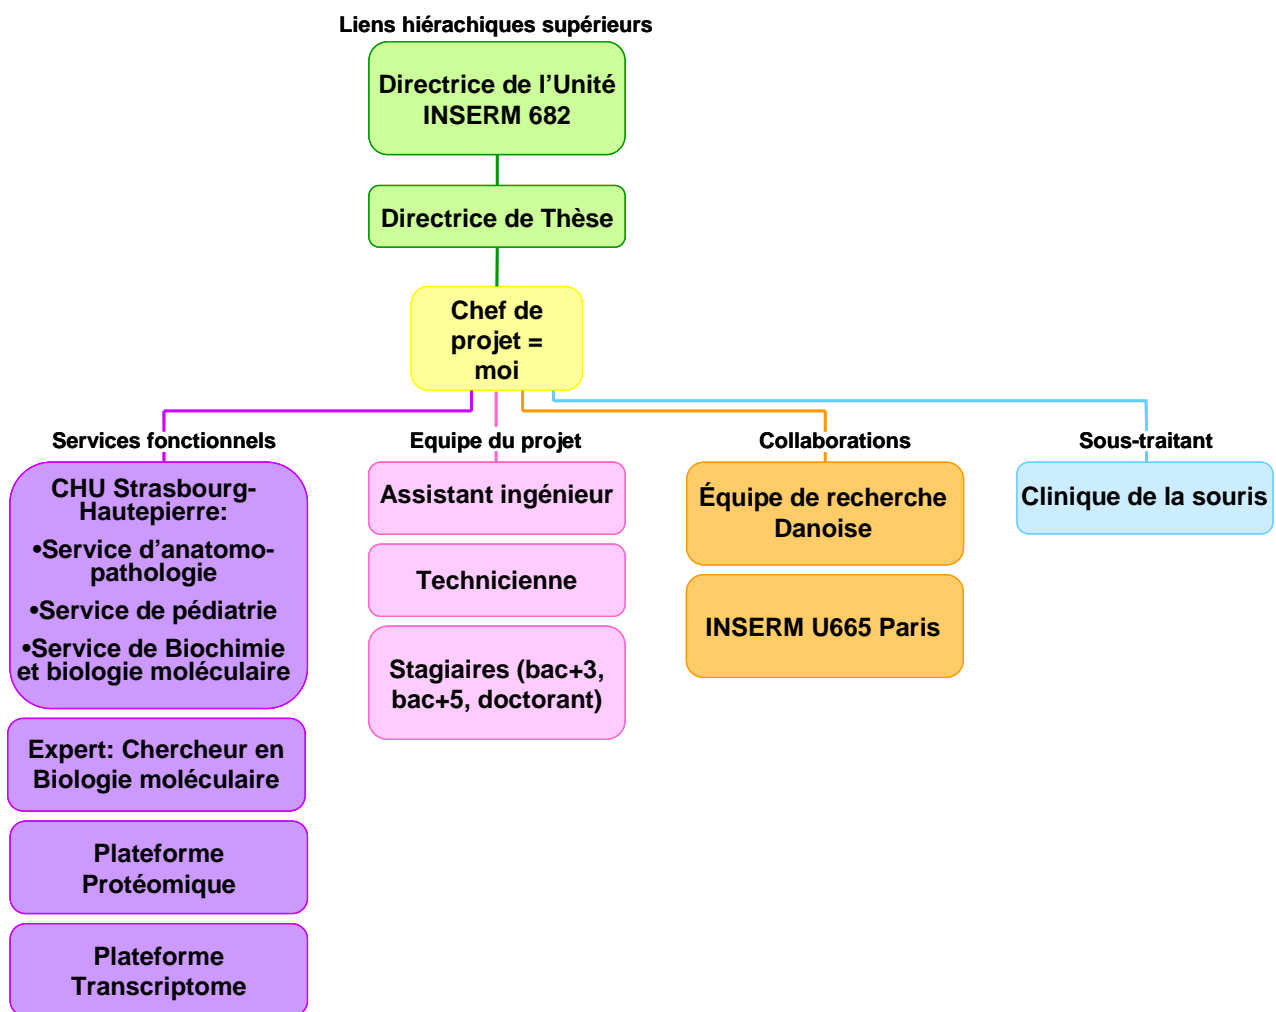 Liens hiérachiques supérieurs
Directrice de l'Unité
INSERM 682
Directrice de Thèse
Chef de
projet =
moi
Services fonctionnels
CHU Strasbourg-
Hautepierre:
•Service d'anatomo-
pathologie
•Service de pédiatrie
•Service de Biochimie
et biologie moléculaire
Expert: Chercheur en
Biologie moléculaire
Plateforme
Protéomique
Plateforme
Transcriptome
Equipe du projet
Assistant ingénieur
Technicienne
Stagiaires (bac+3,
bac+5, doctorant)
Collaborations
Équipe de recherche
Danoise
INSERM U665 Paris
Sous-traitant
Clinique de la souris